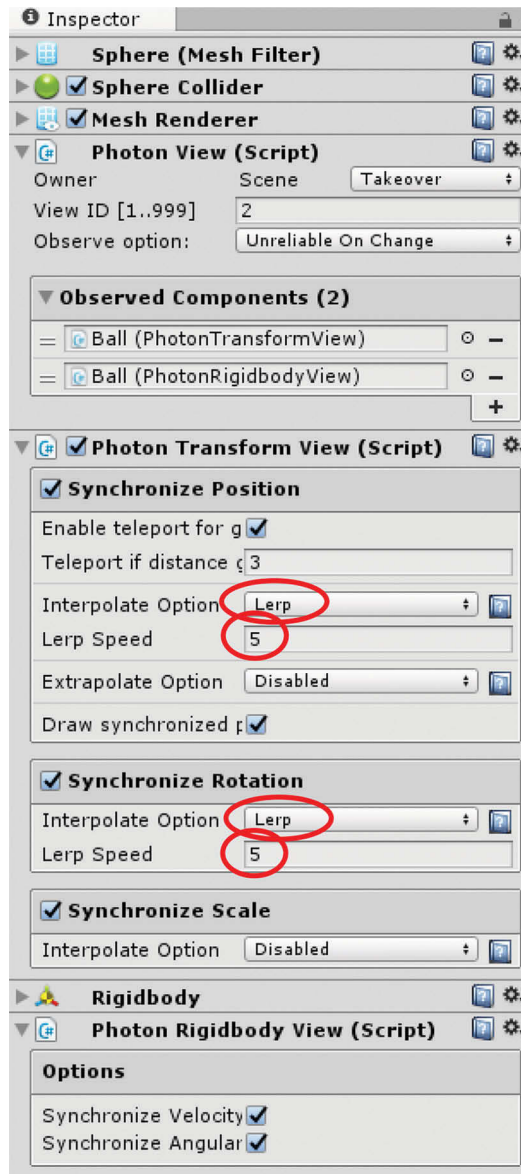 Inspector
Sphere (Mesh Filter)
Sphere Collider
Mesh Renderer
Photon View (Script)
Owner Scene Takeover
View ID [1..999] 2
Observe option: Unreliable On Change
Observed Components (2)
Ball (PhotonTransformView)
Ball (PhotonRigidbodyView)
Photon Transform View (Script)
Synchronize Position
Enable teleport for g
Teleport if distance g 3
Interpolate Option Lerp
Lerp Speed 5
Extrapolate Option Disabled
Draw synchronized p
Synchronize Rotation
Interpolate Option Lerp
Lerp Speed 5
Synchronize Scale
Interpolate Option Disabled
Rigidbody
Photon Rigidbody View (Script)
Options
Synchronize Velocity
Synchronize Angular